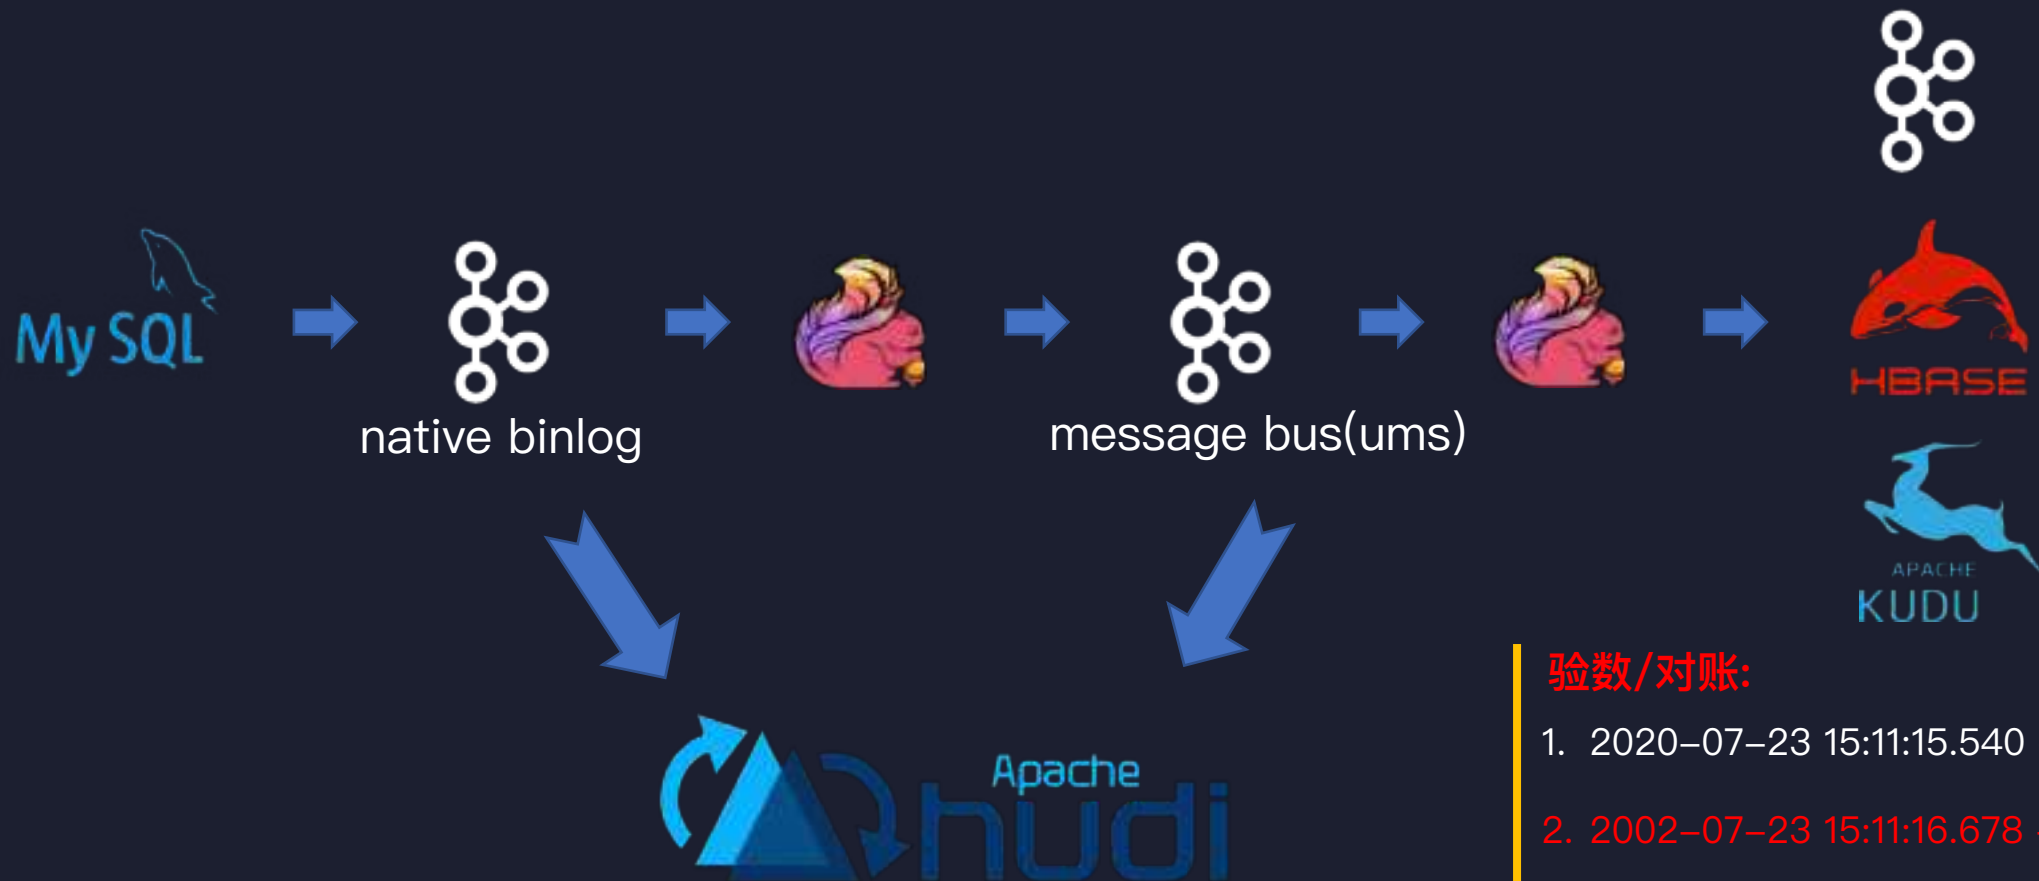 My SQL
native binlog
message bus(ums)
HBASE
APACHE
KUDU
Apache
hudi
验数/对账:
1. 2020-07-23 15:11:15.540
2. 2002-07-23 15:11:16.678